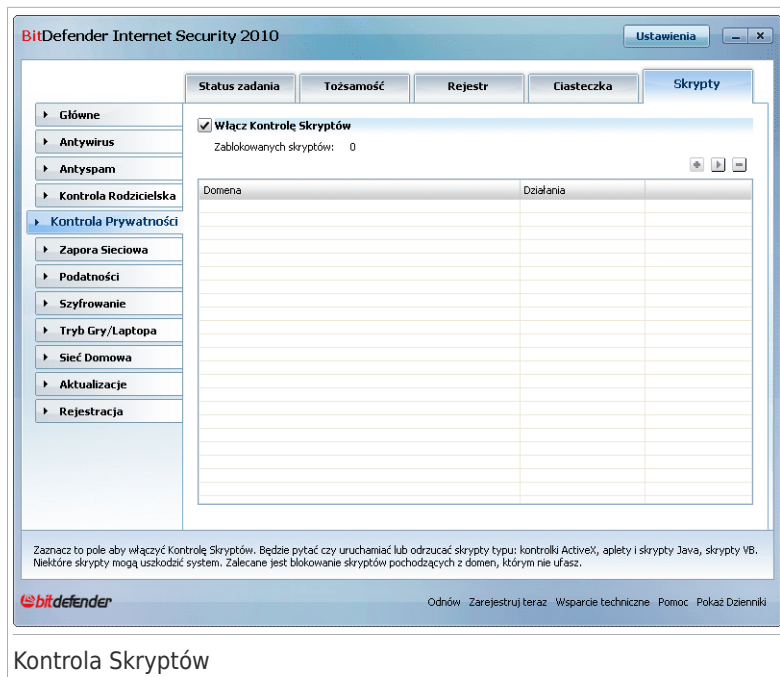 BitDefender Internet Security 2010
Ustawienia
Status zadania
Tożsamość
Rejestr
Ciasteczka
Skrypty
Główne
Antywirus
Antyspam
Kontrola Rodzicielska
Kontrola Prywatności
Zapora Sieciowa
Podatności
Szyfrowanie
Tryb Gry/Laptopa
Sieć Domowa
Aktualizacje
Rejestracja
Włącz Kontrolę Skryptów
Zablokowanych skryptów: 0
Domena
Działania
Zaznacz to pole aby włączyć Kontrolę Skryptów. Będzie pytać czy uruchamiać lub odrzucać skrypty typu: kontrolki ActiveX, aplety i skrypty Java, skrypty VB.
Niektóre skrypty mogą uszkodzić system. Zalecane jest blokowanie skryptów pochodzących z domen, którym nie ufasz.
bitdefender
Odnów Zarejestruj teraz Wsparcie techniczne Pomoc Pokaż Dzienniki
Kontrola Skryptów